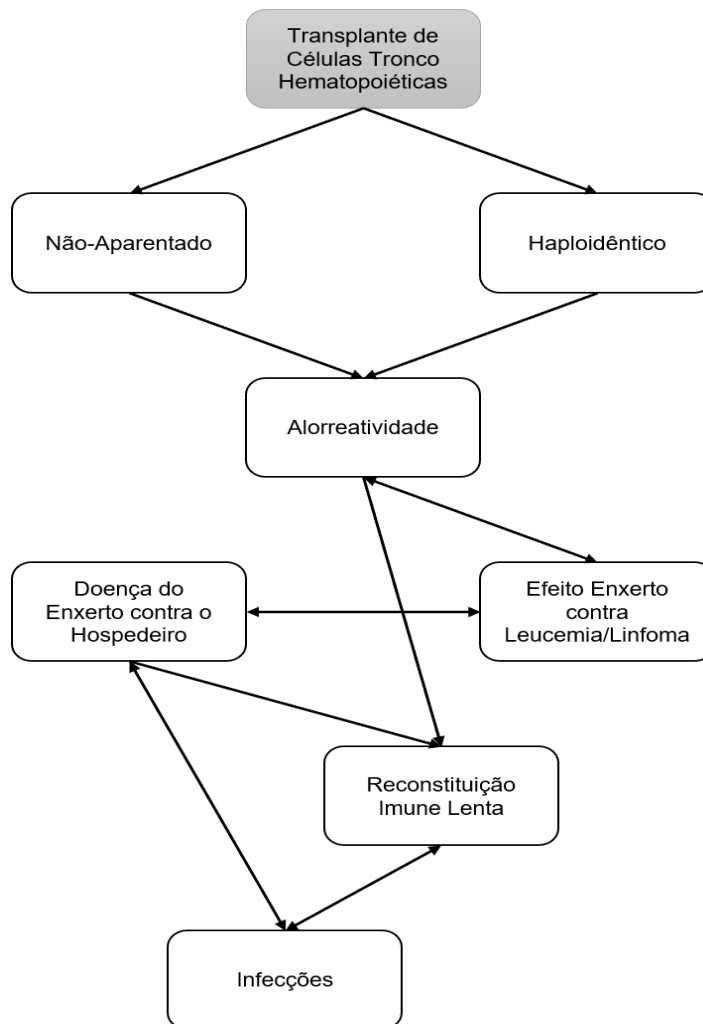 Transplante de
Células Tronco
Hematopoiéticas
Não-Aparentado
Haploidêntico
Alorreatividade
Doença do
Enxerto contra o
Hospedeiro
Efeito Enxerto
contra
Leucemia/Linfoma
Reconstituição
Imune Lenta
Infecções